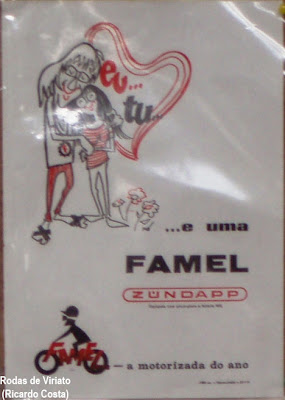 eu...
tu...
...e uma
FAMEL
ZÜNDAPP
FAMEL
— a motorizada do ano
Rodas de Viriato
(Ricardo Costa)